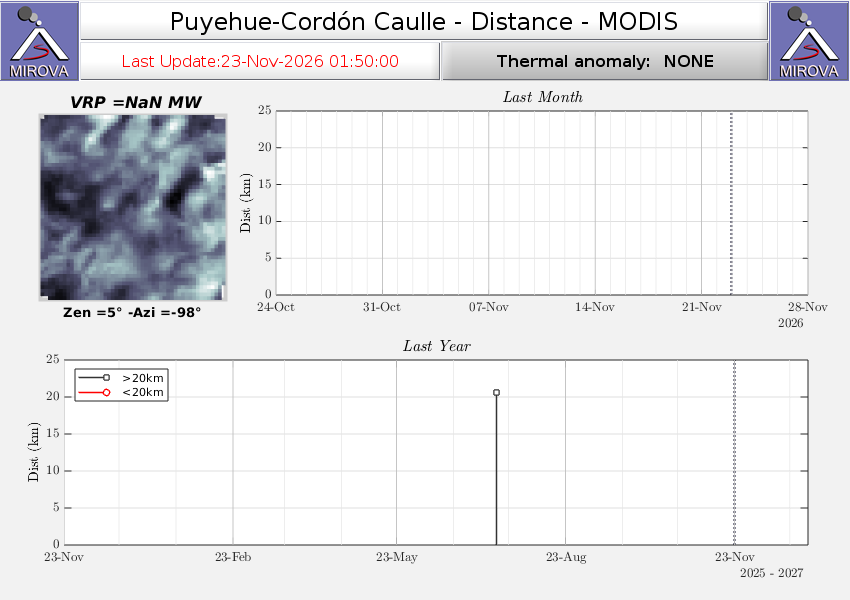 Puyehue-Cordón Caulle - Distance - MODIS
MIROVA
Last Update:23-Nov-2026 01:50:00
Thermal anomaly: NONE
MIROVA
VRP =NaN MW
Zen =5° -Azi =-98°
Last Month
Dist (km)
25
20
15
10
5
0
24-Oct
31-Oct
07-Nov
14-Nov
21-Nov
28-Nov
2026
Last Year
Dist (km)
25
20
15
10
5
0
>20km
<20km
23-Nov
23-Feb
23-May
23-Aug
23-Nov
2025 - 2027